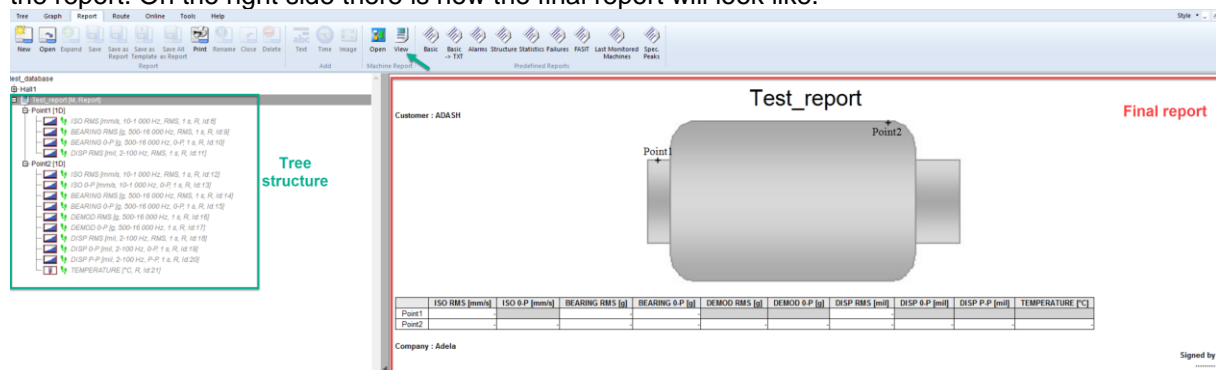 the report. On the right side there is how the final report will look like.
Tree Graph Report Route Online Tools Help
Style
New Open Expand Save Save as Report Save as Template Save All as Report Print Rename Close Delete Text Time Image Open View Basic Basic -> TXT Alarms Structure Statistics Failures FASIT Last Monitored Machines Spec. Peaks
Report Add Machine Report Predefined Reports
est_database
Hall1
Test_report [M, Report]
Point1 [1D]
ISO RMS [mm/s, 10-1 000 Hz, RMS, 1 s, R, Id:8]
BEARING RMS [g, 500-16 000 Hz, RMS, 1 s, R, Id:9]
BEARING 0-P [g, 500-16 000 Hz, 0-P, 1 s, R, Id:10]
DISP RMS [mil, 2-100 Hz, RMS, 1 s, R, Id:11]
Point2 [1D]
ISO RMS [mm/s, 10-1 000 Hz, RMS, 1 s, R, Id:12]
ISO 0-P [mm/s, 10-1 000 Hz, 0-P, 1 s, R, Id:13]
BEARING RMS [g, 500-16 000 Hz, RMS, 1 s, R, Id:14]
BEARING 0-P [g, 500-16 000 Hz, 0-P, 1 s, R, Id:15]
DEMOD RMS [g, 500-16 000 Hz, 1 s, R, Id:16]
DEMOD 0-P [g, 500-16 000 Hz, 1 s, R, Id:17]
DISP RMS [mil, 2-100 Hz, RMS, 1 s, R, Id:18]
DISP 0-P [mil, 2-100 Hz, 0-P, 1 s, R, Id:19]
DISP P-P [mil, 2-100 Hz, P-P, 1 s, R, Id:20]
TEMPERATURE [°C, R, Id:21]
Tree
structure
Test_report
Customer : ADASH
Final report
Point2
Point1
ISO RMS [mm/s] ISO 0-P [mm/s] BEARING RMS [g] BEARING 0-P [g] DEMOD RMS [g] DEMOD 0-P [g] DISP RMS [mil] DISP 0-P [mil] DISP P-P [mil] TEMPERATURE [°C]
Point1 - - - -
Point2 - - - - - - - - - -
Company : Adela
Signed by